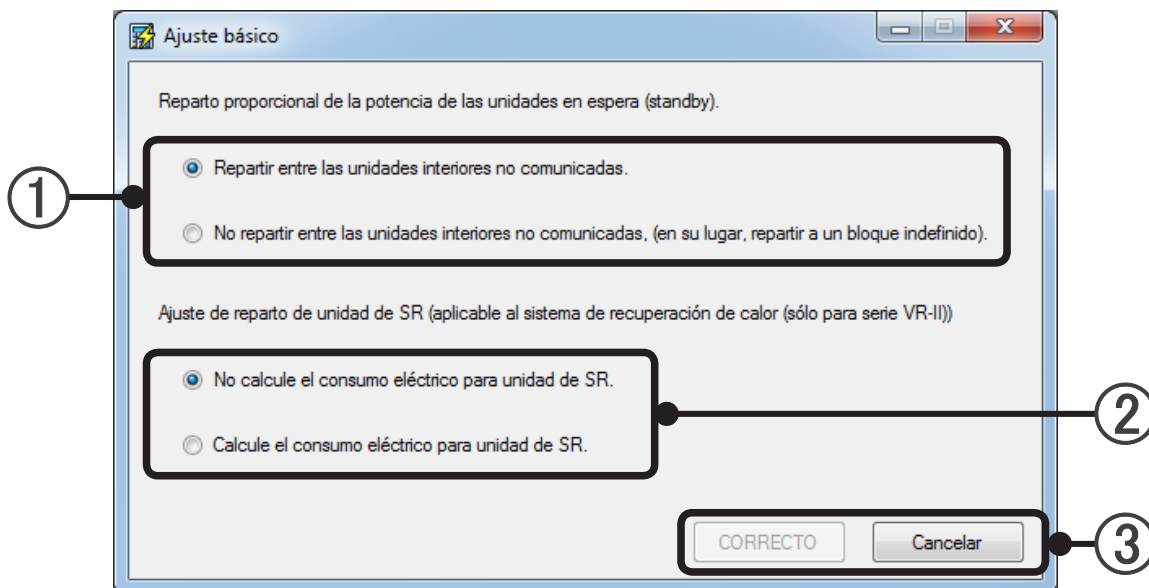 Ajuste básico
Reparto proporcional de la potencia de las unidades en espera (standby).
1
Repartir entre las unidades interiores no comunicadas.
No repartir entre las unidades interiores no comunicadas, (en su lugar, repartir a un bloque indefinido).
Ajuste de reparto de unidad de SR (aplicable al sistema de recuperación de calor (sólo para serie VR-II))
No calcule el consumo eléctrico para unidad de SR.
2
Calcule el consumo eléctrico para unidad de SR.
CORRECTO Cancelar
3